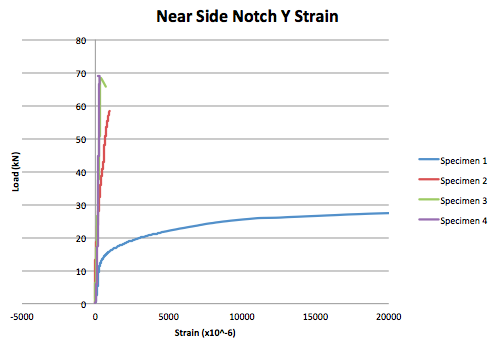 Near Side Notch Y Strain
80
70
60
50
40
30
20
10
0
Load (kN)
-5000 0 5000 10000 15000 20000
Strain (x10^-6)
Specimen 1
Specimen 2
Specimen 3
Specimen 4